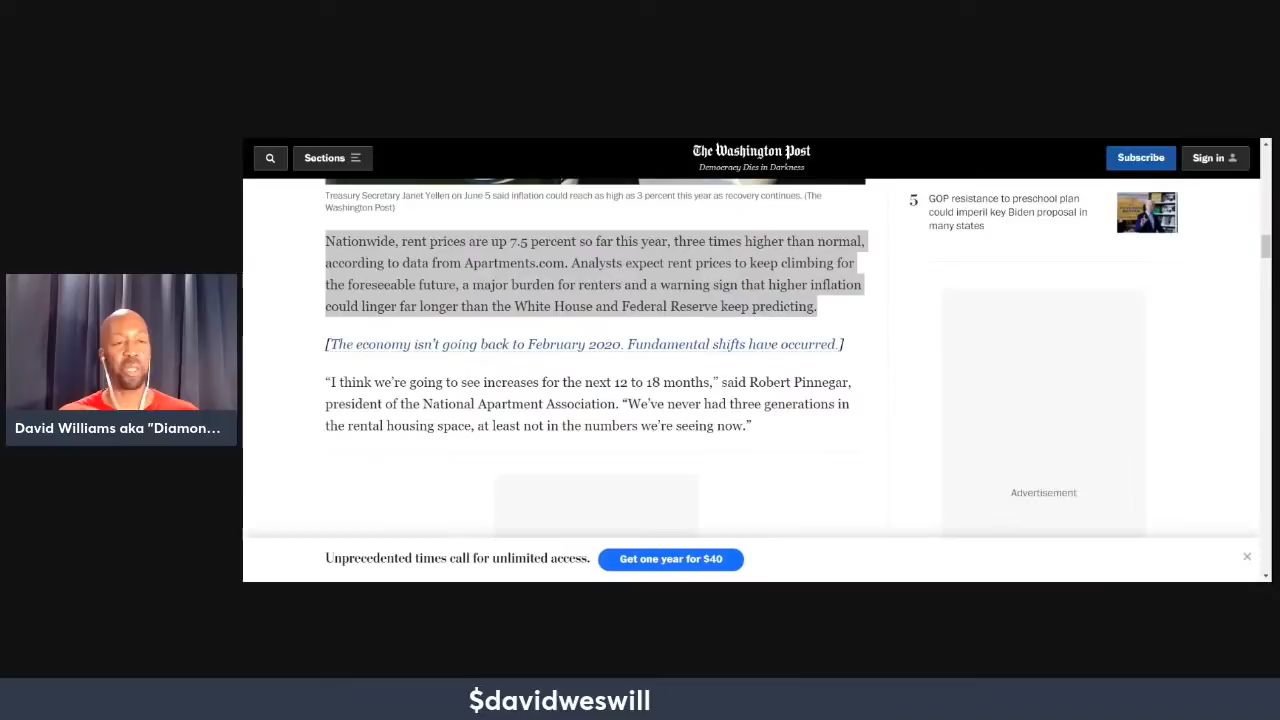 Sections
The Washington Post
Democracy Dies in Darkness
Subscribe
Sign in
Treasury Secretary Janet Yellen on June 5 said inflation could reach as high as 3 percent this year as recovery continues. (The
Washington Post)
Nationwide, rent prices are up 7.5 percent so far this year, three times higher than normal,
according to data from Apartments.com. Analysts expect rent prices to keep climbing for
the foreseeable future, a major burden for renters and a warning sign that higher inflation
could linger far longer than the White House and Federal Reserve keep predicting.
[The economy isn’t going back to February 2020. Fundamental shifts have occurred.]
“I think we’re going to see increases for the next 12 to 18 months,” said Robert Pinnegar,
president of the National Apartment Association. “We’ve never had three generations in
the rental housing space, at least not in the numbers we’re seeing now.”
5
GOP resistance to preschool plan
could imperil key Biden proposal in
many states
Advertisement
Unprecedented times call for unlimited access.
Get one year for $40
David Williams aka "Diamon...
$davidweswill